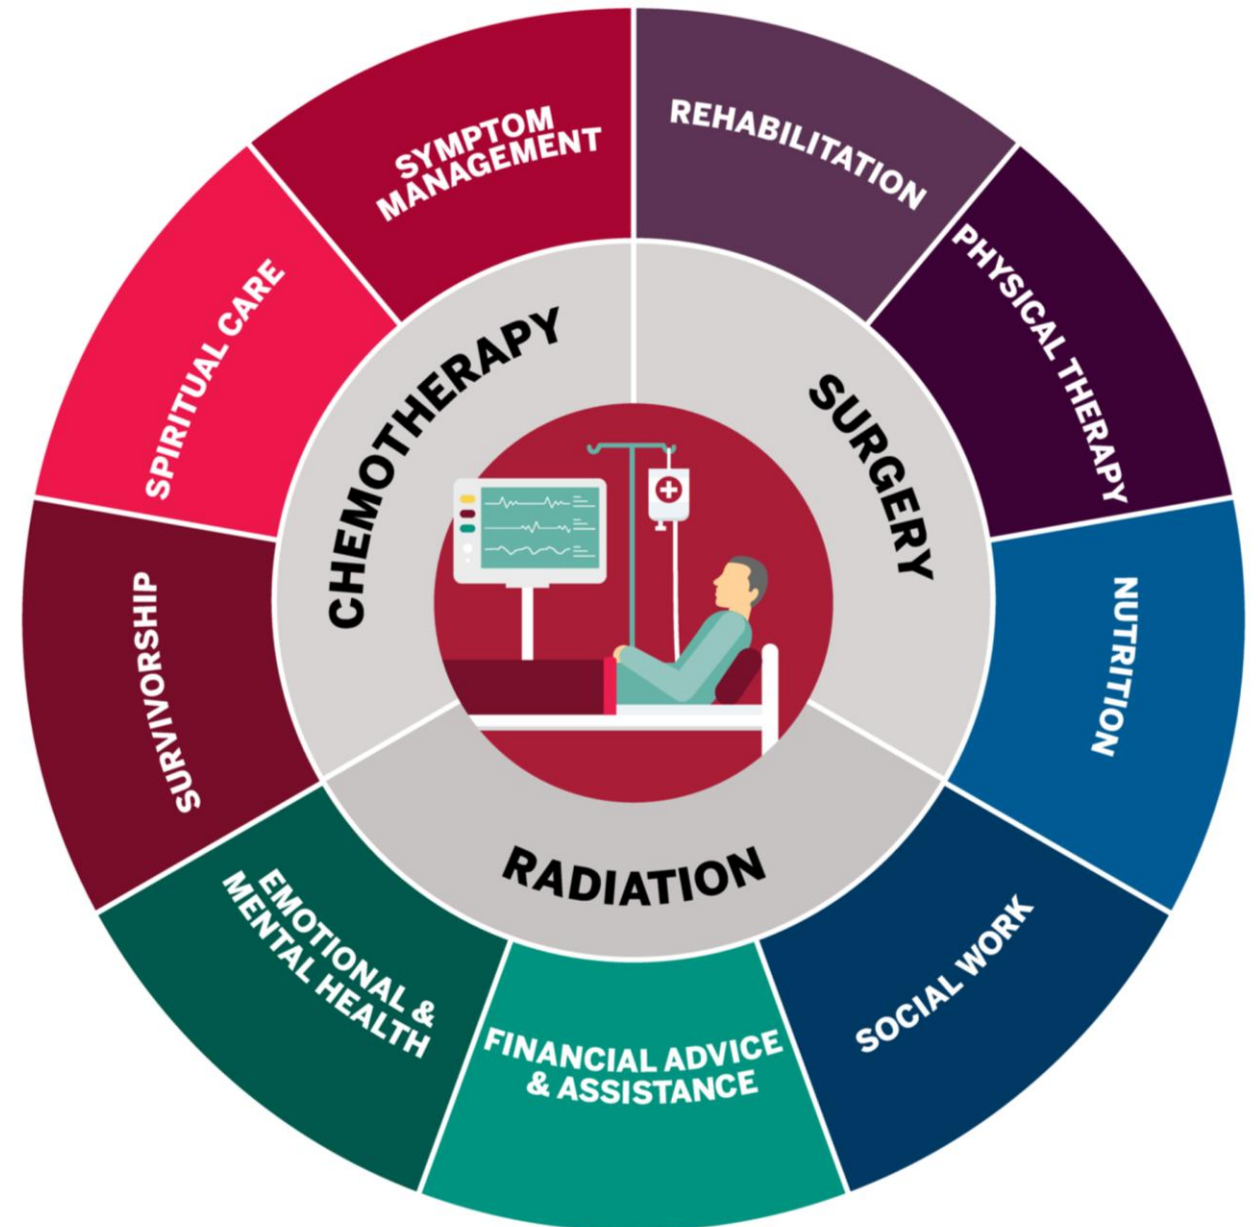 SYMPTOM
MANAGEMENT
REHABILITATION
PHYSICAL THERAPY
NUTRITION
SOCIAL WORK
FINANCIAL ADVICE
& ASSISTANCE
EMOTIONAL &
MENTAL HEALTH
SURVIVORSHIP
SPIRITUAL CARE
CHEMOTHERAPY
SURGERY
RADIATION